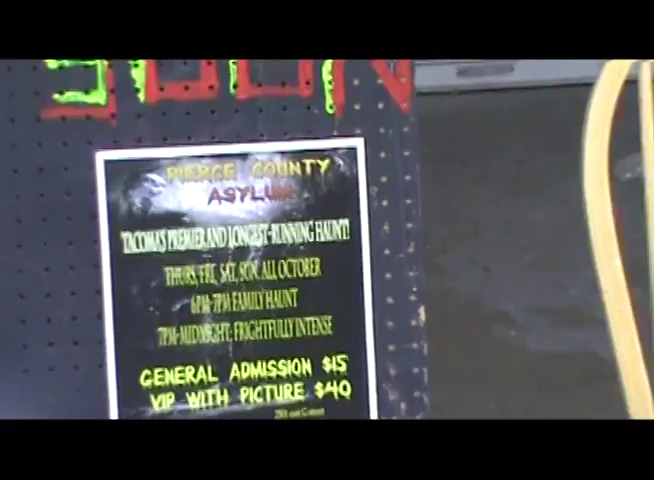 SOON
PIERCE COUNTY
ASYLUM
TACOMA'S PREMIER AND LONGEST-RUNNING HAUNT!
THURS, FRI, SAT, SUN, ALL OCTOBER
6PM-7PM FAMILY HAUNT
7PM-MIDNIGHT: FRIGHTFULLY INTENSE
GENERAL ADMISSION $15
VIP WITH PICTURE $40